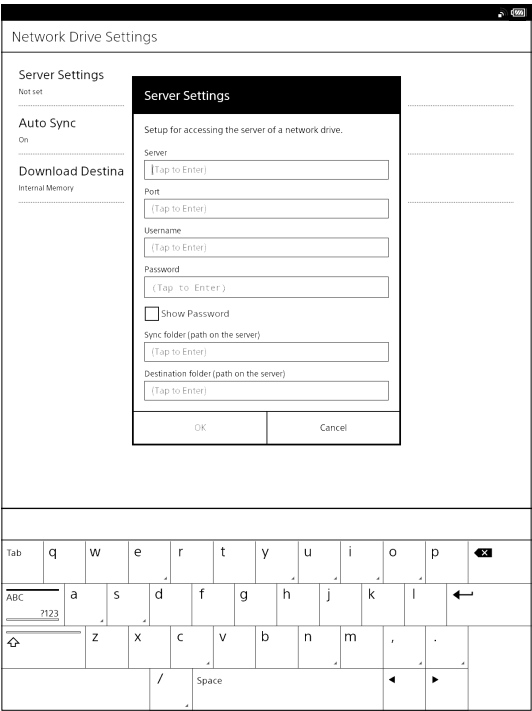 Network Drive Settings
Server Settings
Not set
Auto Sync
On
Download Destina
Internal Memory
Server Settings
Setup for accessing the server of a network drive.
Server
(Tap to Enter)
Port
(Tap to Enter)
Username
(Tap to Enter)
Password
(Tap to Enter)
Show Password
Sync folder (path on the server)
(Tap to Enter)
Destination folder (path on the server)
(Tap to Enter)
OK Cancel
Tab q w e r t y u i o p
ABC ?123 a s d f g h j k l
z x c v b n m , .
/ Space